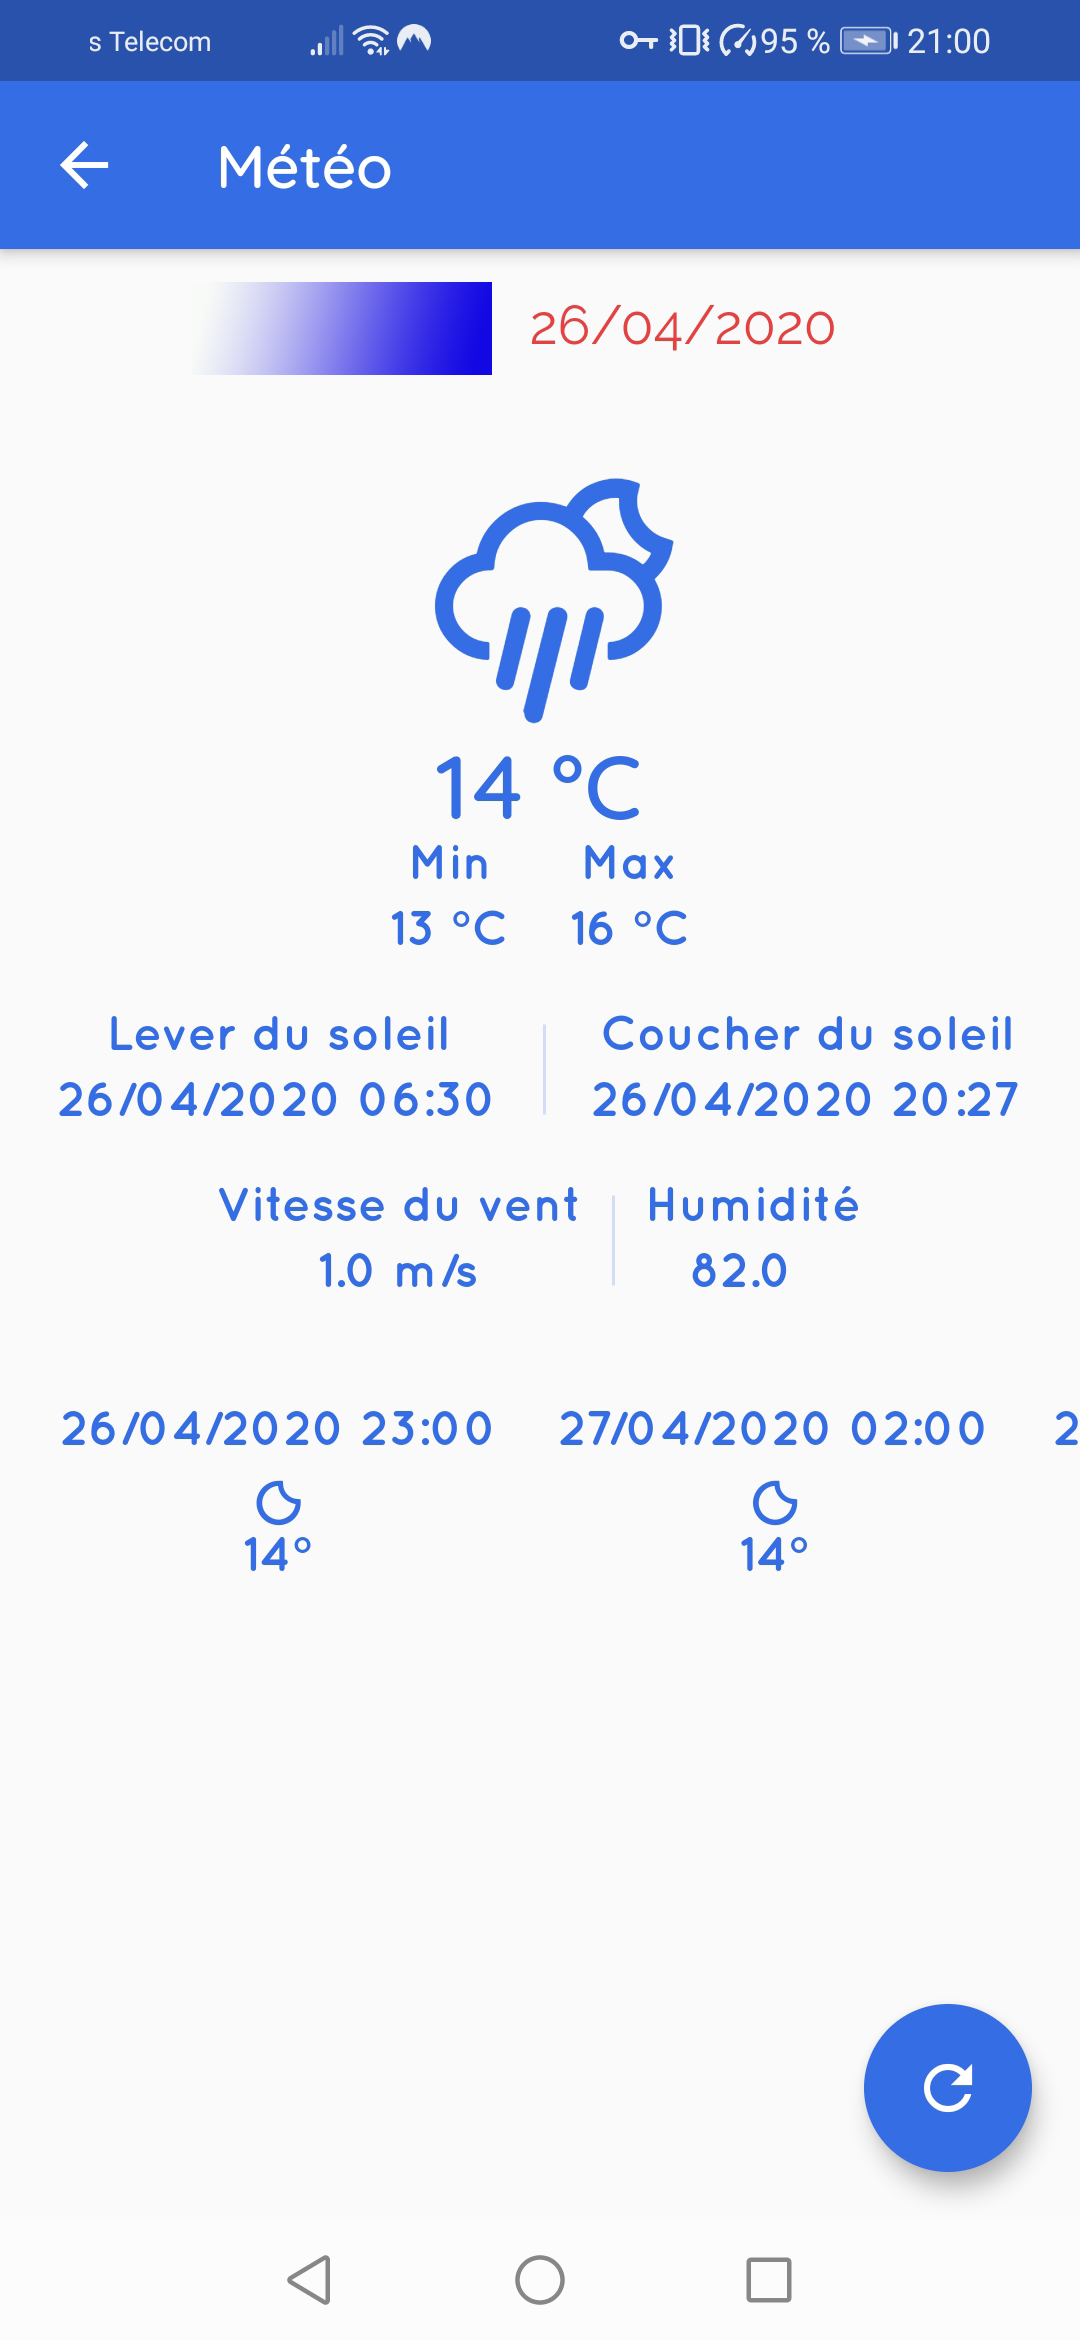 s Telecom 95 % 21:00
Météo
26/04/2020
14 °C
Min Max
13 °C 16 °C
Lever du soleil Coucher du soleil
26/04/2020 06:30 26/04/2020 20:27
Vitesse du vent Humidité
1.0 m/s 82.0
26/04/2020 23:00 27/04/2020 02:00 2
14° 14°